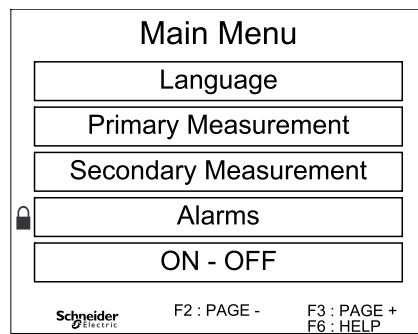 Main Menu
Language
Primary Measurement
Secondary Measurement
Alarms
ON - OFF
Schneider
Electric
F2 : PAGE -
F3 : PAGE +
F6 : HELP